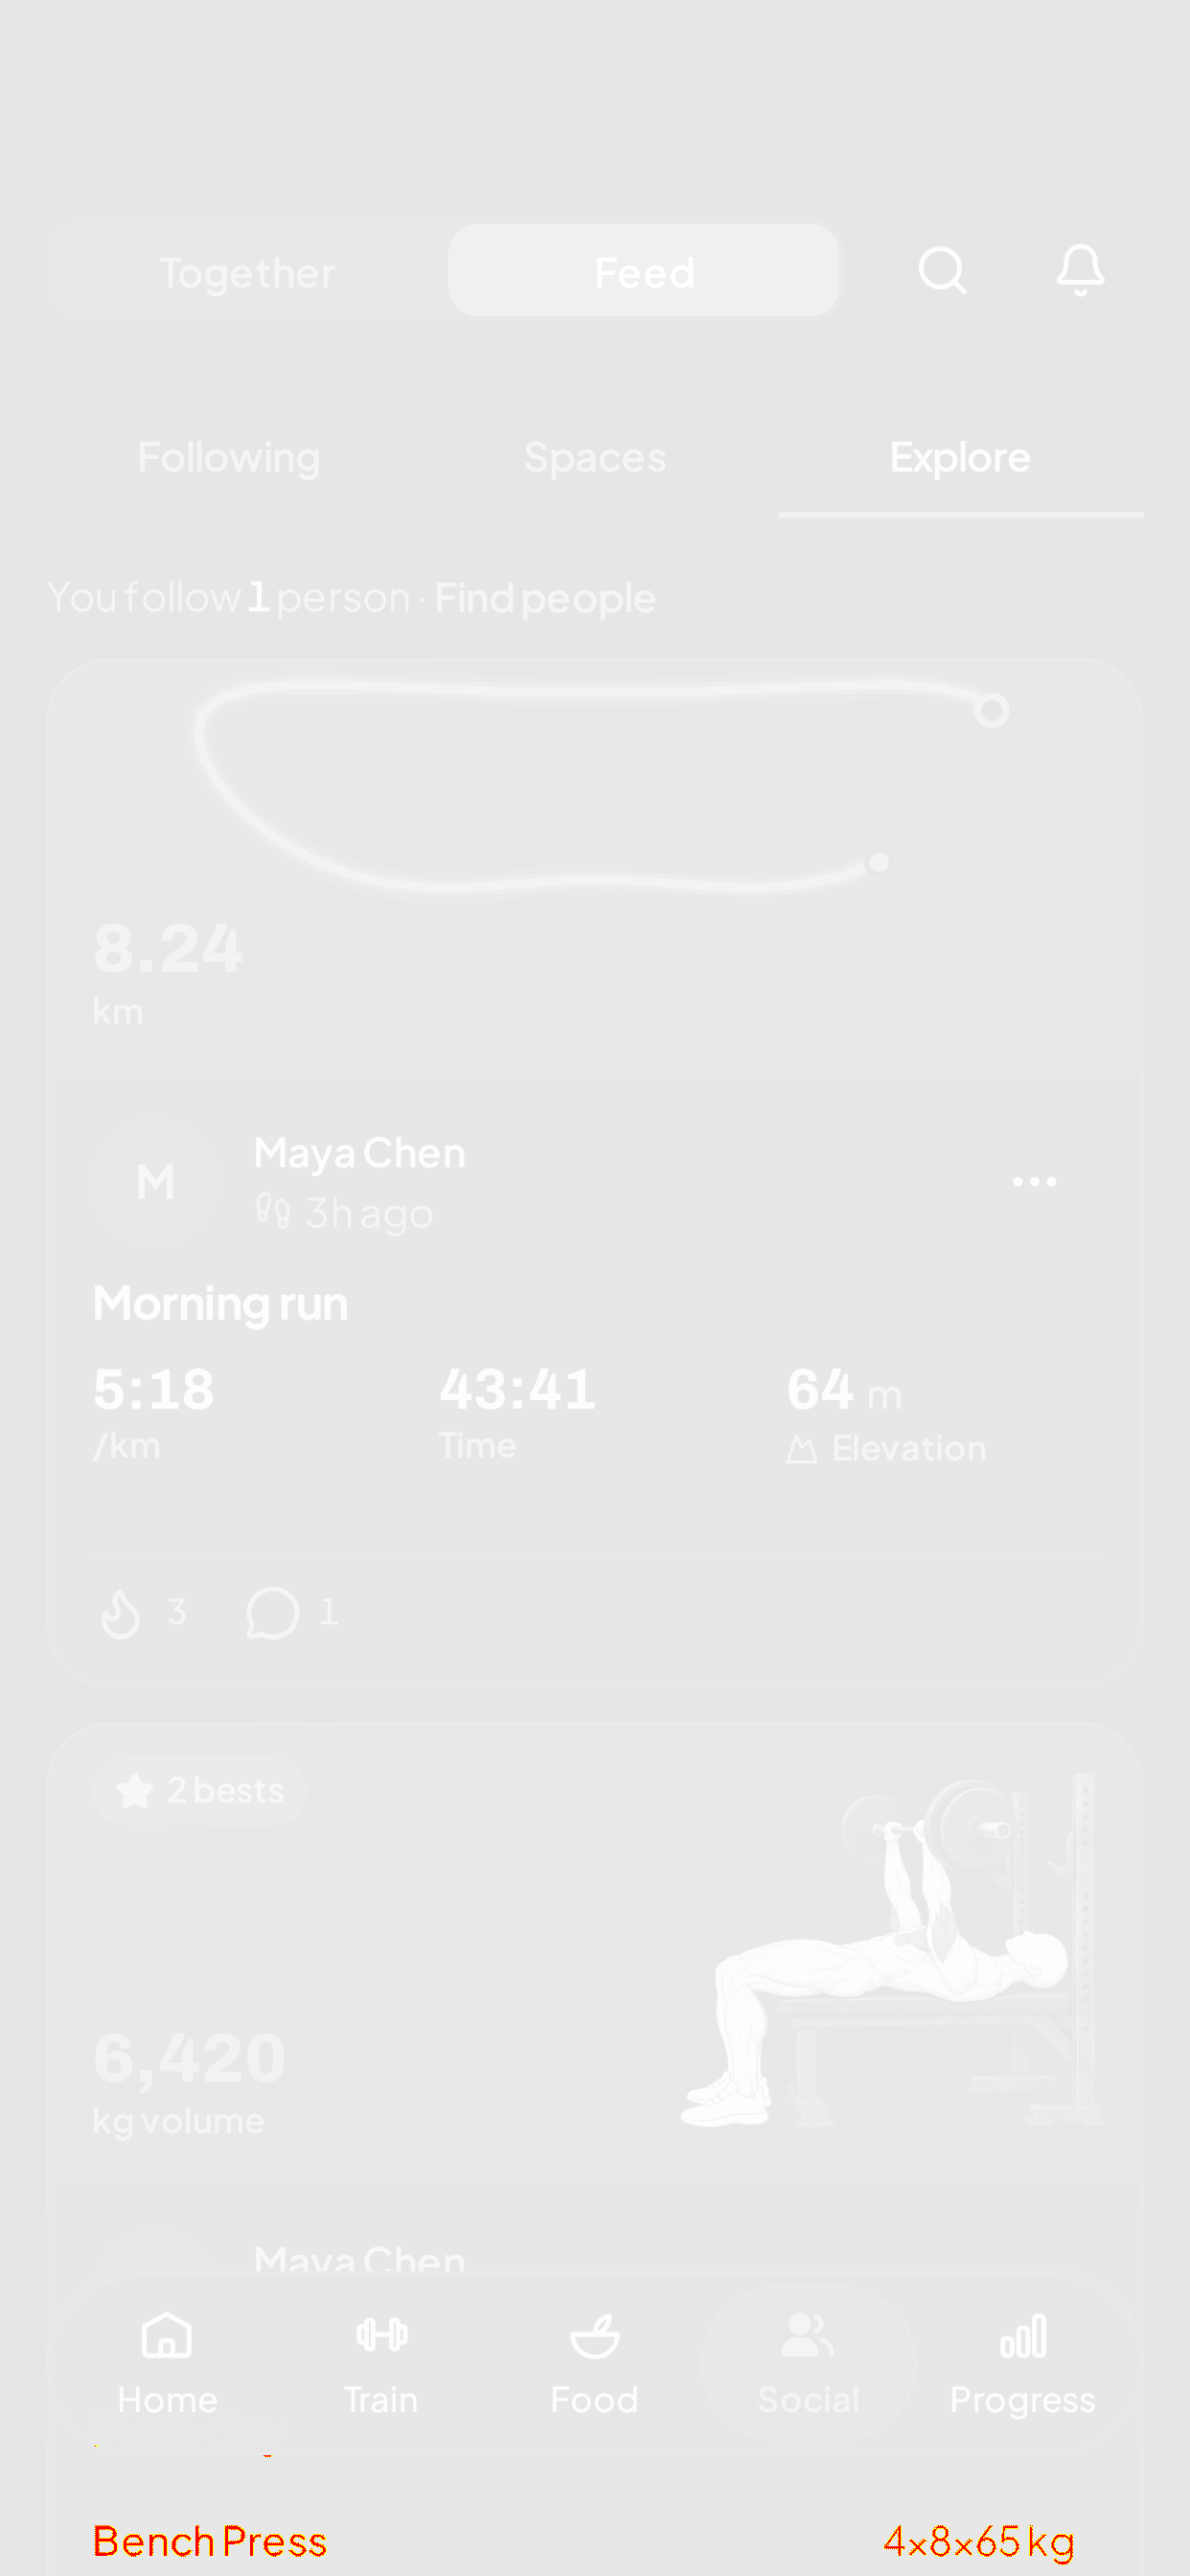 Together Feed
Following Spaces Explore
You follow 1 person · Find people
8.24
km
M
Maya Chen
3h ago
Morning run
5:18 43:41 64 m
/km Time Elevation
3 1
2 bests
6,420
kg volume
Maya Chen
Home Train Food Social Progress
Push day
Bench Press 4×8×65 kg